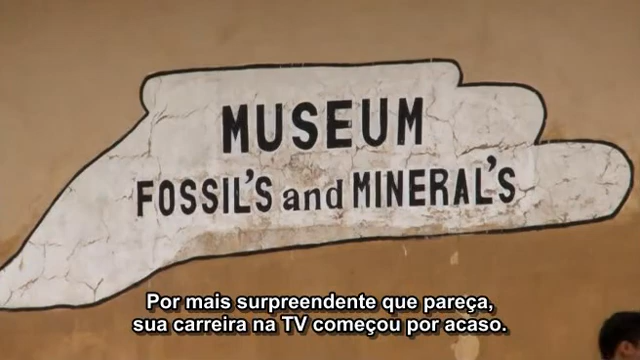 MUSEUM
FOSSIL'S and MINERAL'S
Por mais surpreendente que pareça,
sua carreira na TV começou por acaso.